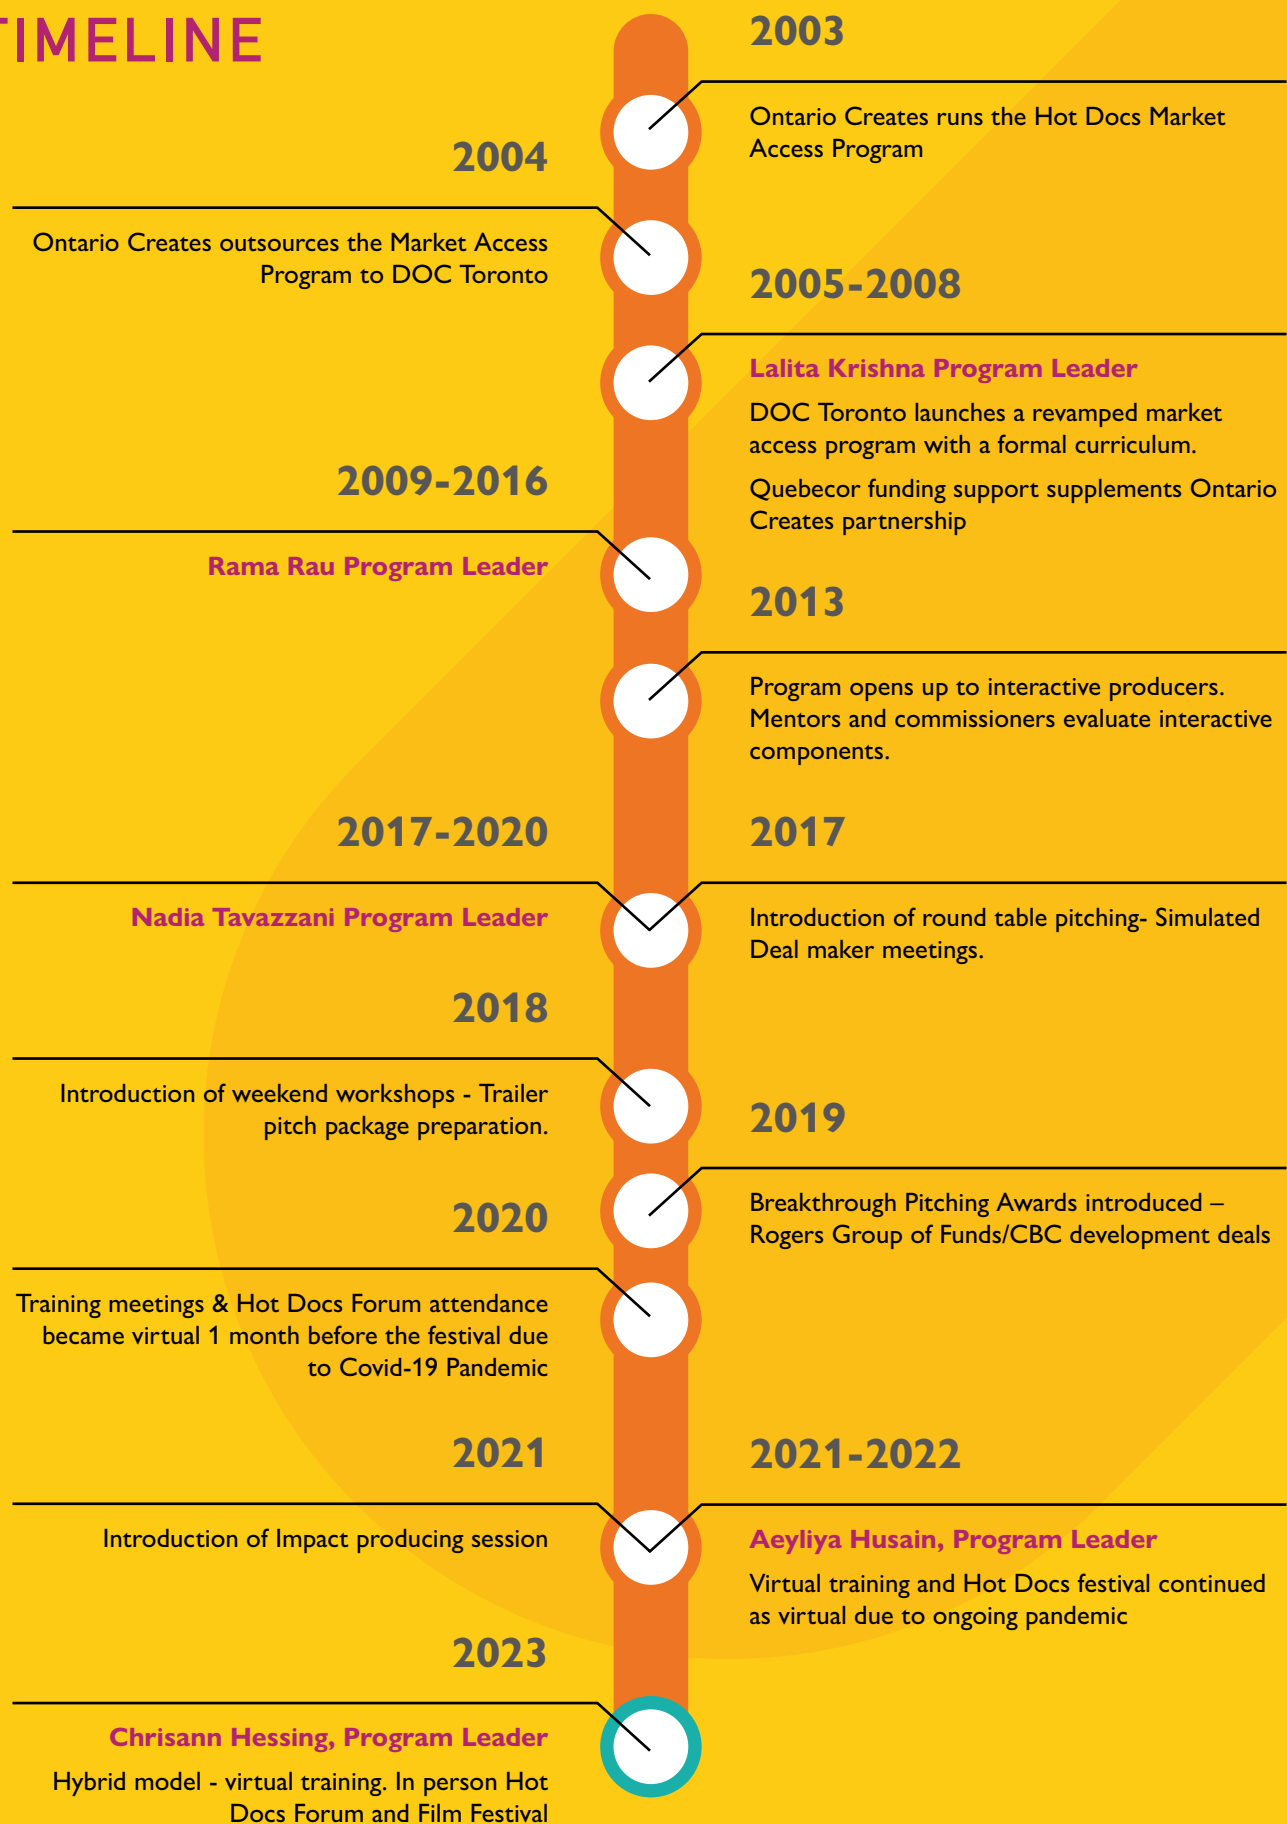 TIMELINE
2003
Ontario Creates runs the Hot Docs Market
Access Program
2004
Ontario Creates outsources the Market Access
Program to DOC Toronto
2005-2008
Lalita Krishna Program Leader
DOC Toronto launches a revamped market
access program with a formal curriculum.
Quebecor funding support supplements Ontario
Creates partnership
2009-2016
Rama Rau Program Leader
2013
Program opens up to interactive producers.
Mentors and commissioners evaluate interactive
components.
2017-2020
Nadia Tavazzani Program Leader
2017
Introduction of round table pitching- Simulated
Deal maker meetings.
2018
Introduction of weekend workshops - Trailer
pitch package preparation.
2019
Breakthrough Pitching Awards introduced –
Rogers Group of Funds/CBC development deals
2020
Training meetings & Hot Docs Forum attendance
became virtual 1 month before the festival due
to Covid-19 Pandemic
2021
Introduction of Impact producing session
2021-2022
Aeyliya Husain, Program Leader
Virtual training and Hot Docs festival continued
as virtual due to ongoing pandemic
2023
Chrisann Hessing, Program Leader
Hybrid model - virtual training. In person Hot
Docs Forum and Film Festival